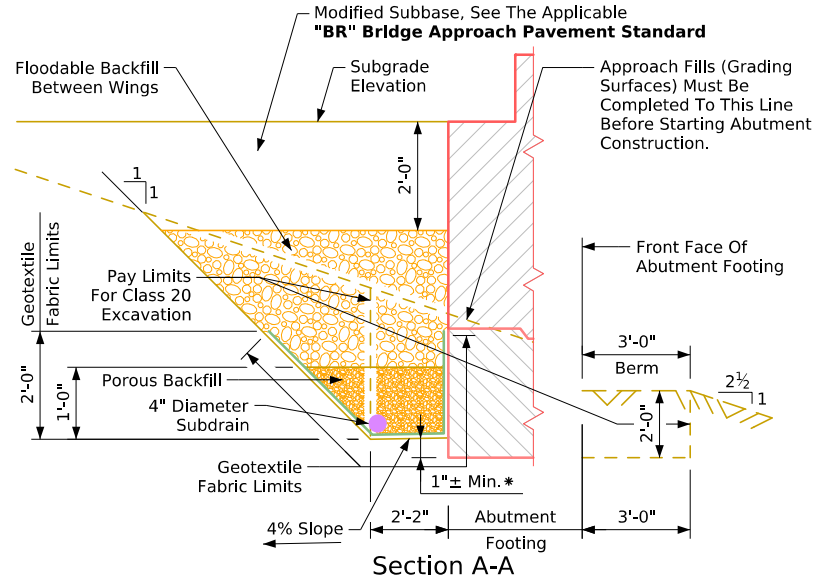 Modified Subbase, See The Applicable
"BR" Bridge Approach Pavement Standard
Floodable Backfill
Between Wings
Subgrade
Elevation
Approach Fills (Grading
Surfaces) Must Be
Completed To This Line
Before Starting Abutment
Construction.
1
1
2'-0"
Geotextile
Fabric Limits
Pay Limits
For Class 20
Excavation
Front Face Of
Abutment Footing
3'-0"
Berm
2½
1
2'-0"
2'-0"
1'-0"
Porous Backfill
4" Diameter
Subdrain
Geotextile
Fabric Limits
1"± Min.*
4% Slope
2'-2"
Abutment
Footing
3'-0"
Section A-A